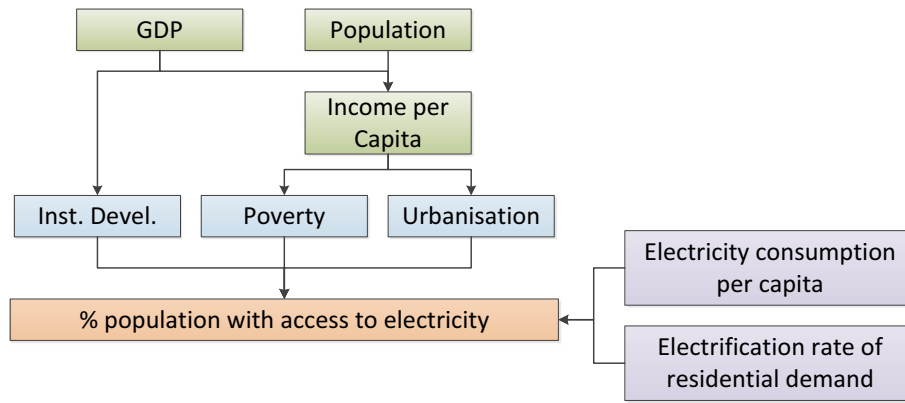 GDP
Population
Income per
Capita
Inst. Devel.
Poverty
Urbanisation
Electricity consumption
per capita
% population with access to electricity
Electrification rate of
residential demand